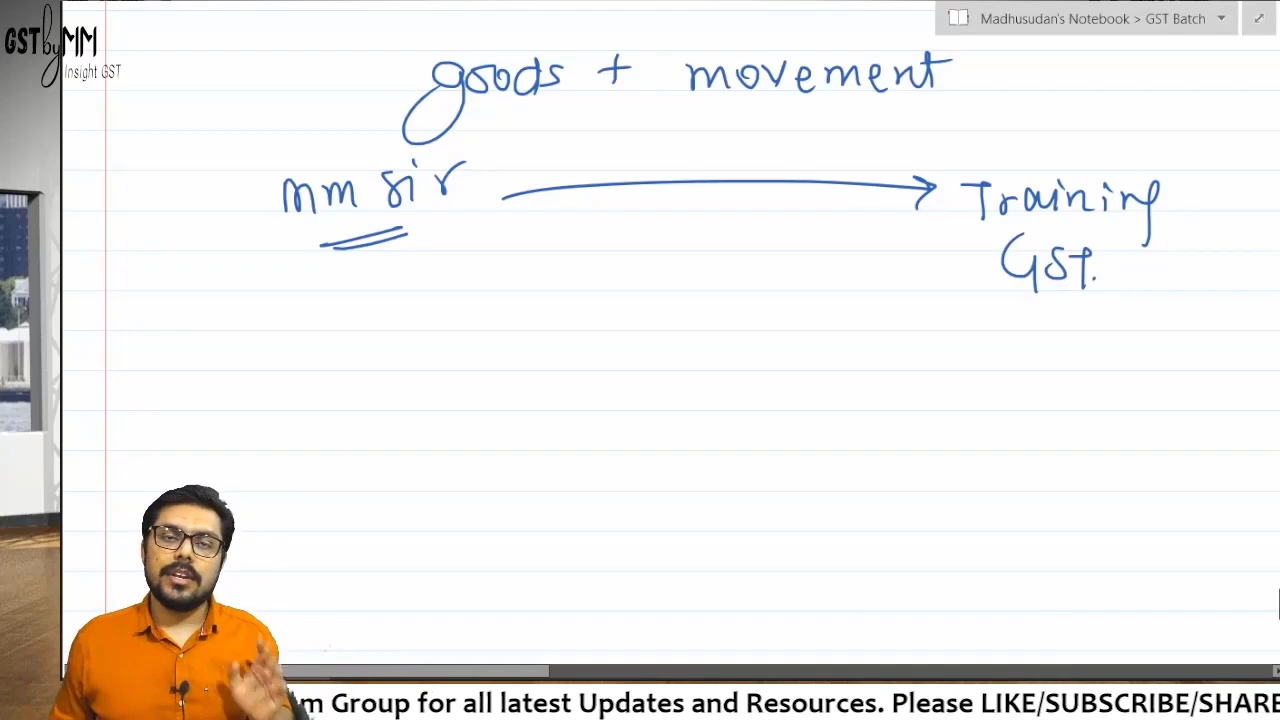 GST by MM
Insight GST
Madhusudan's Notebook > GST Batch
goods + movement
mm sir → Training
GST.
m Group for all latest Updates and Resources. Please LIKE/SUBSCRIBE/SHARE